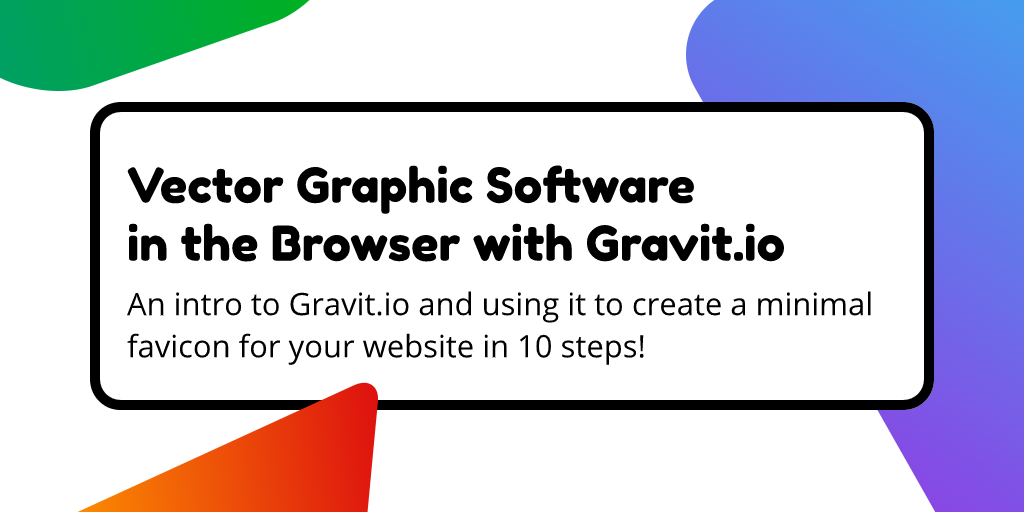 Vector Graphic Software
in the Browser with Gravit.io
An intro to Gravit.io and using it to create a minimal
favicon for your website in 10 steps!